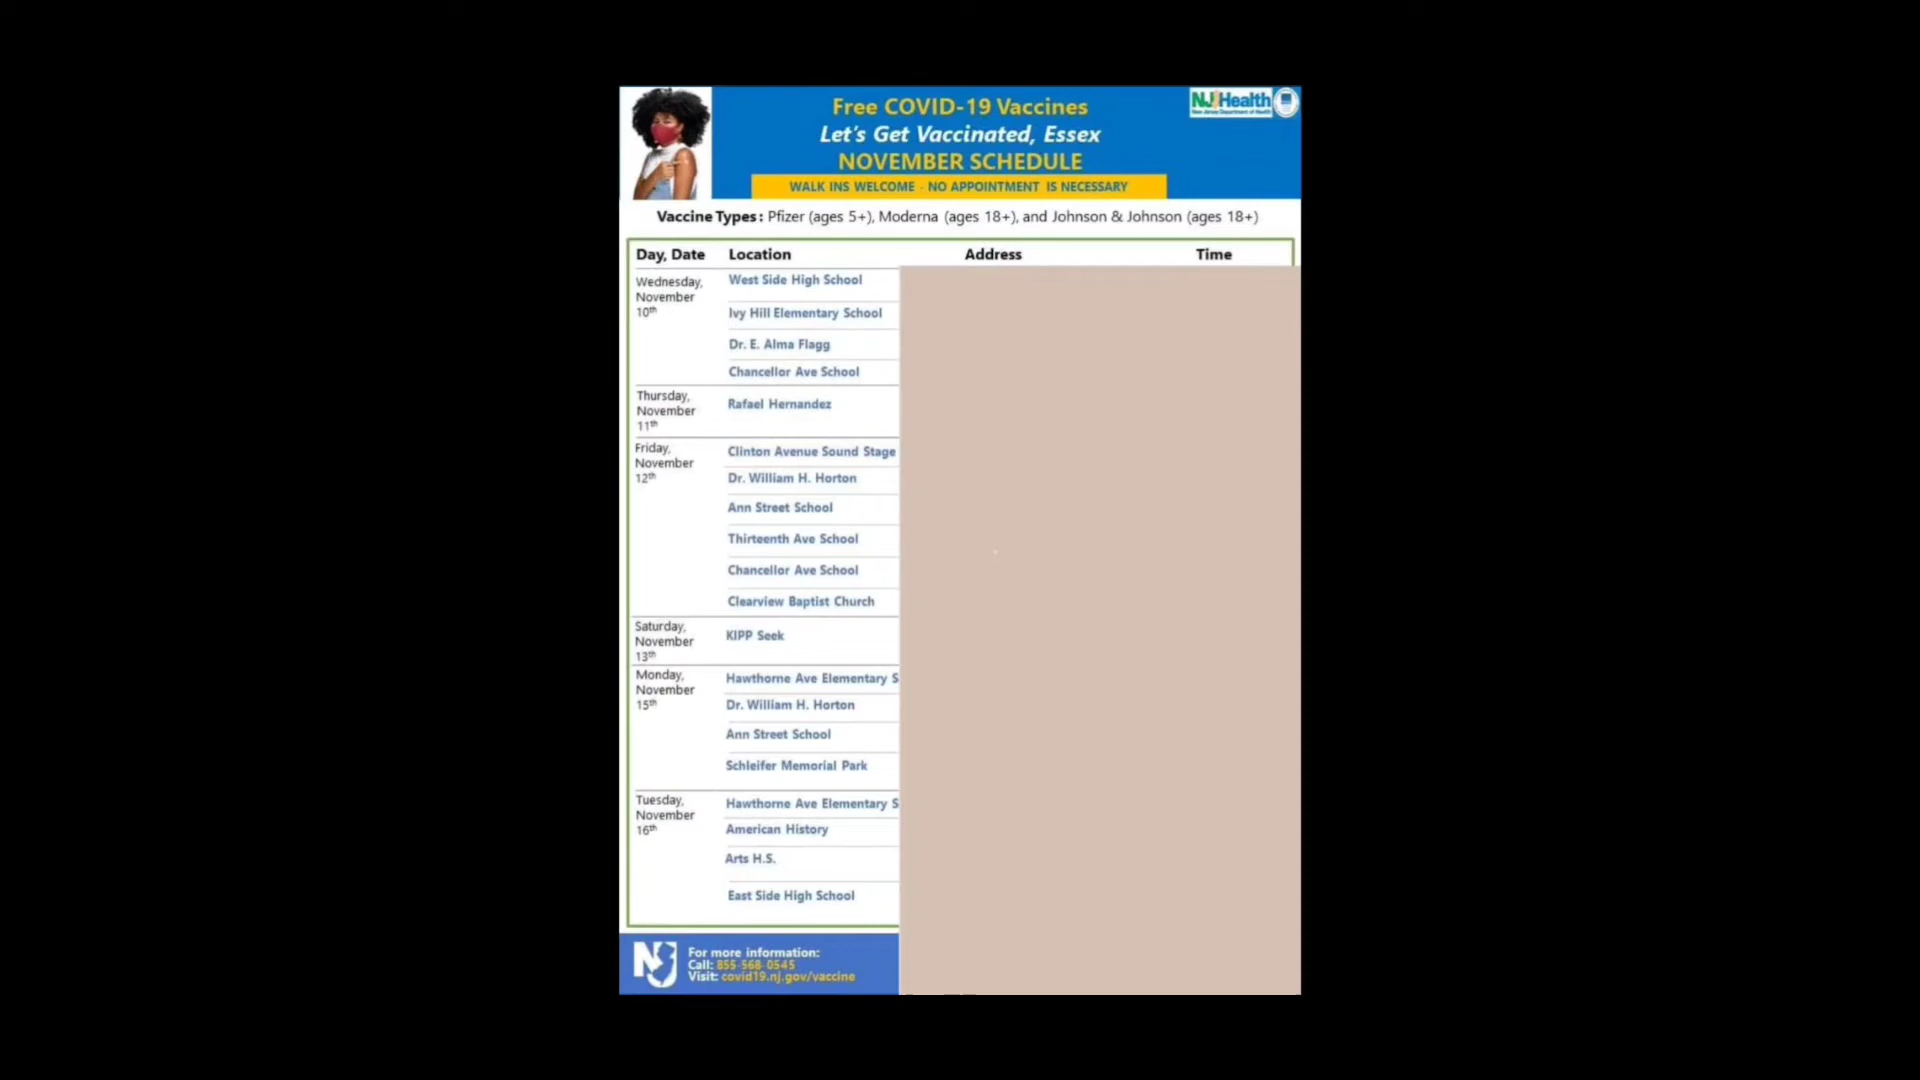 Free COVID-19 Vaccines
Let's Get Vaccinated, Essex
NOVEMBER SCHEDULE
WALK INS WELCOME - NO APPOINTMENT IS NECESSARY
NJ Health
New Jersey Department of Health
Vaccine Types: Pfizer (ages 5+), Moderna (ages 18+), and Johnson & Johnson (ages 18+)
Day, Date Location Address Time
Wednesday,
November
10th
West Side High School
Ivy Hill Elementary School
Dr. E. Alma Flagg
Chancellor Ave School
Thursday,
November
11th
Rafael Hernandez
Friday,
November
12th
Clinton Avenue Sound Stage
Dr. William H. Horton
Ann Street School
Thirteenth Ave School
Chancellor Ave School
Clearview Baptist Church
Saturday,
November
13th
KIPP Seek
Monday,
November
15th
Hawthorne Ave Elementary S
Dr. William H. Horton
Ann Street School
Schleifer Memorial Park
Tuesday,
November
16th
Hawthorne Ave Elementary S
American History
Arts H.S.
East Side High School
NJ
For more information:
Call: 855-568-0545
Visit: covid19.nj.gov/vaccine